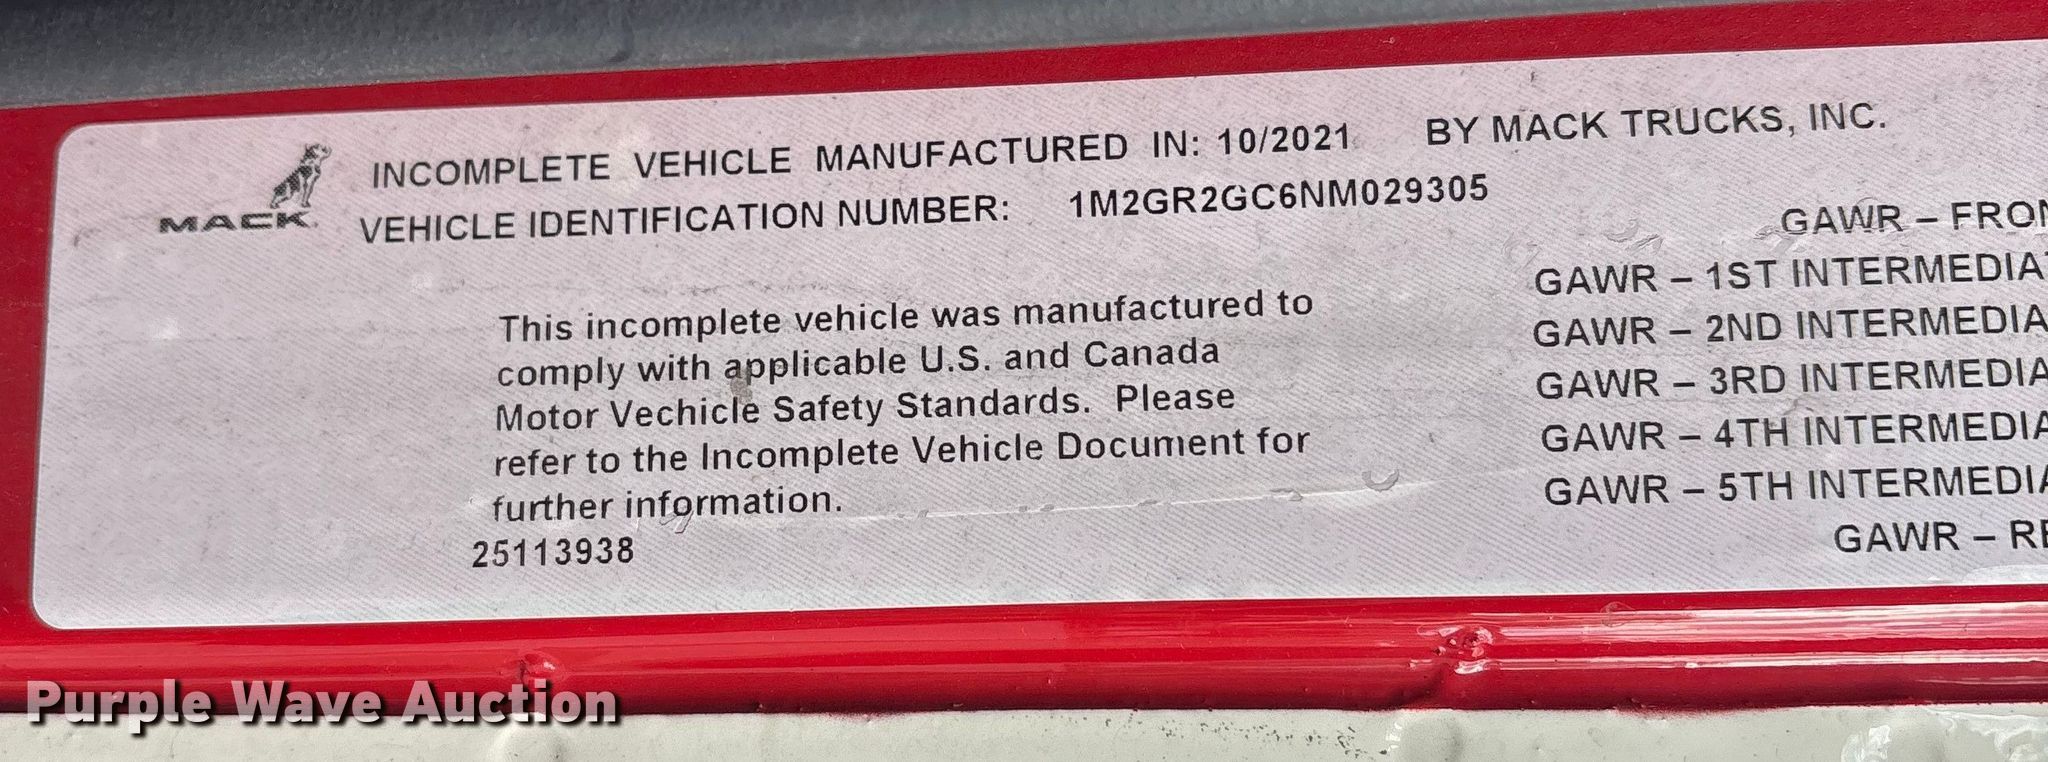 INCOMPLETE VEHICLE MANUFACTURED IN: 10/2021 BY MACK TRUCKS, INC.
MACK
VEHICLE IDENTIFICATION NUMBER: 1M2GR2GC6NM029305
GAWR – FRON
GAWR – 1ST INTERMEDIAT
GAWR – 2ND INTERMEDIA
GAWR – 3RD INTERMEDIA
GAWR – 4TH INTERMEDIA
GAWR – 5TH INTERMEDIA
GAWR – RE
This incomplete vehicle was manufactured to
comply with applicable U.S. and Canada
Motor Vechicle Safety Standards. Please
refer to the Incomplete Vehicle Document for
further information.
25113938
Purple Wave Auction